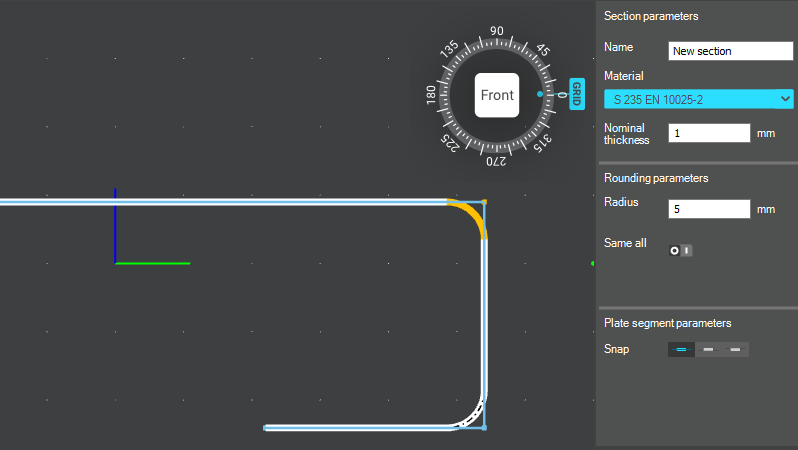 Section parameters
Name
New section
Material
S 235 EN 10025-2
Nominal
thickness
1
mm
Rounding parameters
Radius
5
mm
Same all
Plate segment parameters
Snap
90
45
0
315
270
225
180
135
Front
GRID